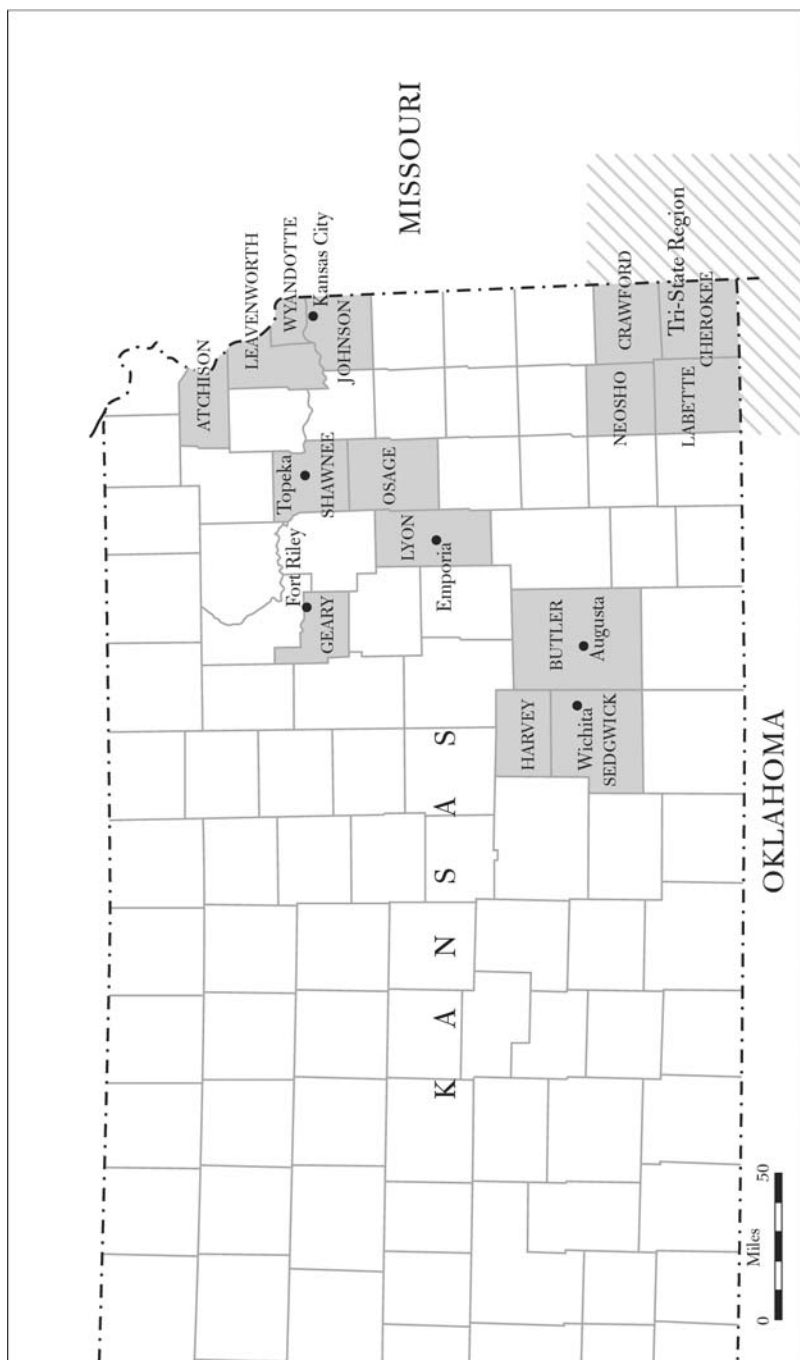 ATCHISON
LEAVENWORTH
WYANDOTTE
Kansas City
JOHNSON
MISSOURI
Topeka
SHAWNEE
OSAGE
Fort Riley
GEARY
LYON
Emporia
KANSAS
HARVEY
BUTLER
Augusta
Wichita
SEDGWICK
NEOSHO
CRAWFORD
LABETTE
Tri-State Region
CHEROKEE
OKLAHOMA
0 Miles 50